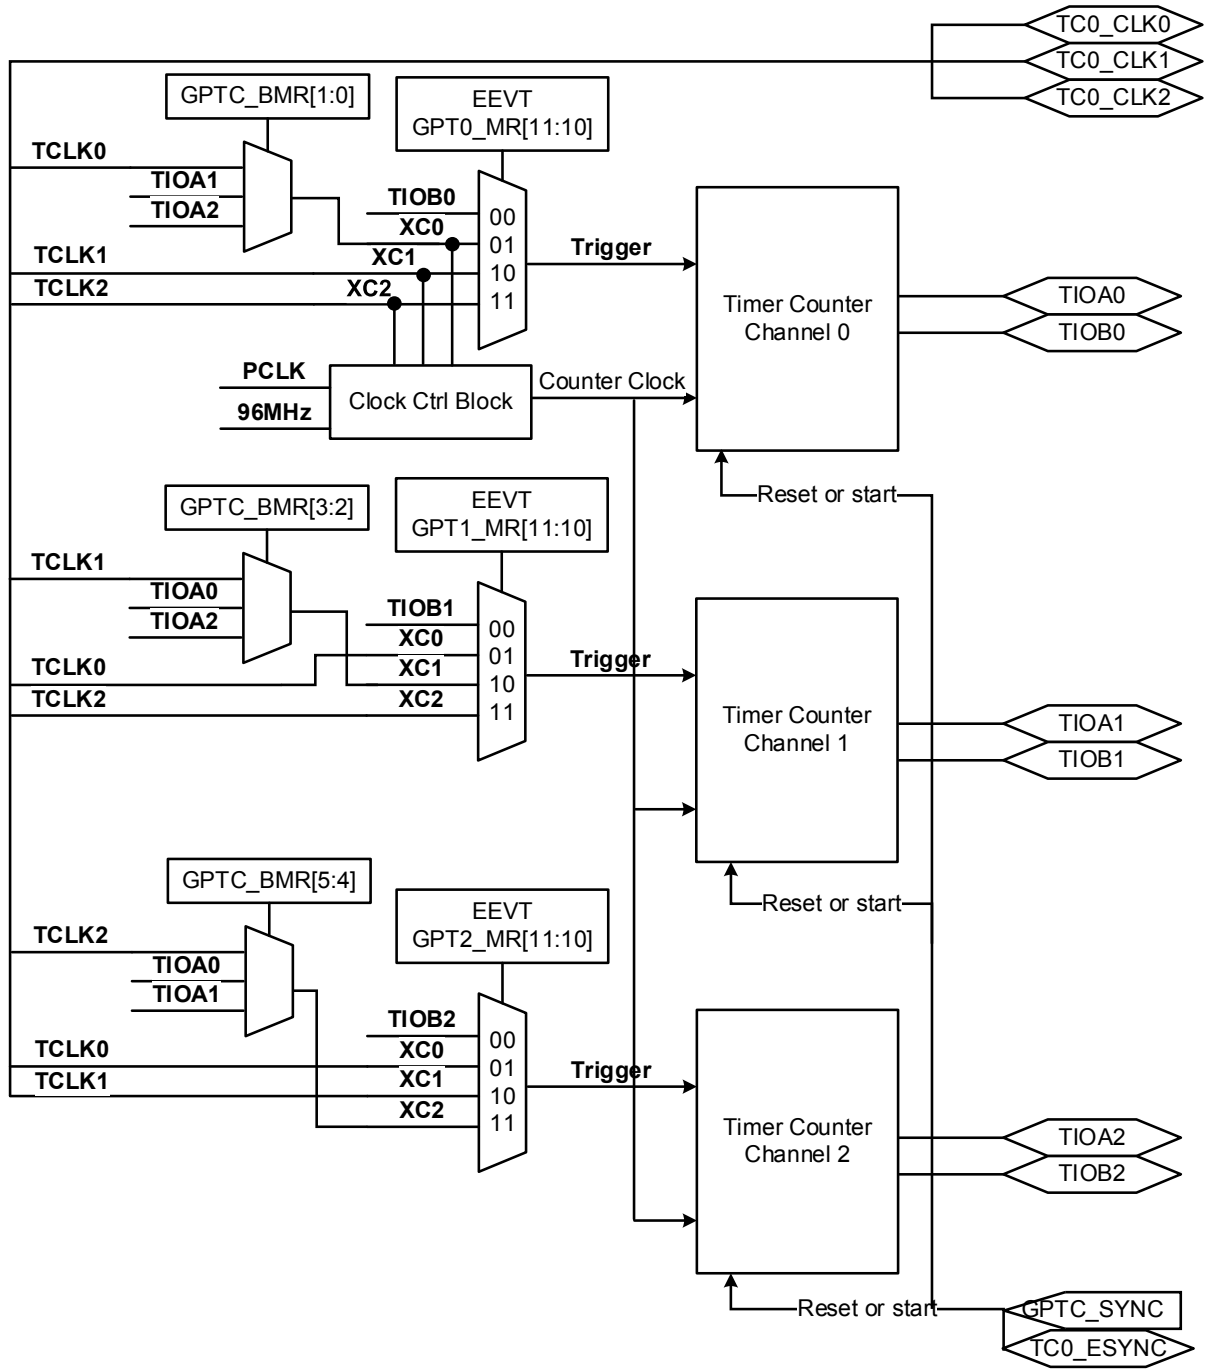 TC0_CLK0
TC0_CLK1
TC0_CLK2
GPTC_BMR[1:0]
EEVT
GPT0_MR[11:10]
TCLK0
TIOA1
TIOA2
TIOB0
XC0
TCLK1
XC1
TCLK2
XC2
00
01
10
11
Trigger
Timer Counter
Channel 0
TIOA0
TIOB0
PCLK
96MHz
Clock Ctrl Block
Counter Clock
Reset or start
GPTC_BMR[3:2]
EEVT
GPT1_MR[11:10]
TCLK1
TIOA0
TIOA2
TIOB1
XC0
TCLK0
XC1
TCLK2
XC2
00
01
10
11
Trigger
Timer Counter
Channel 1
TIOA1
TIOB1
Reset or start
GPTC_BMR[5:4]
EEVT
GPT2_MR[11:10]
TCLK2
TIOA0
TIOA1
TIOB2
TCLK0
XC0
TCLK1
XC1
XC2
00
01
10
11
Trigger
Timer Counter
Channel 2
TIOA2
TIOB2
Reset or start
GPTC_SYNC
TC0_ESYNC